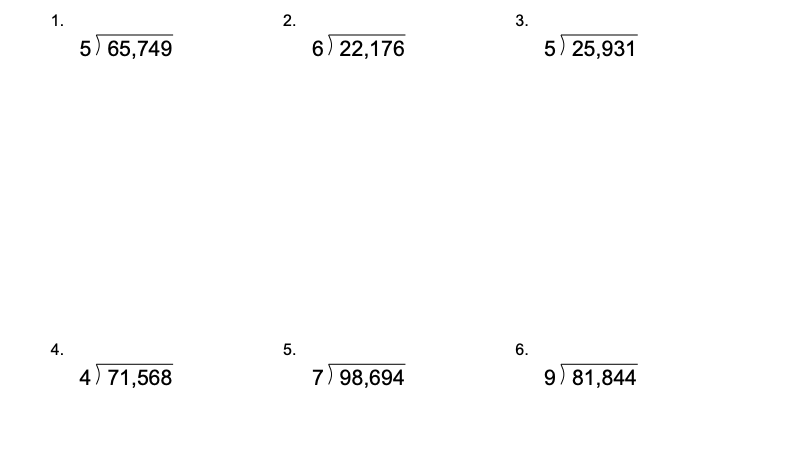 1. 2. 3.
5) 65,749 6) 22,176 5) 25,931
4. 5. 6.
4) 71,568 7) 98,694 9) 81,844